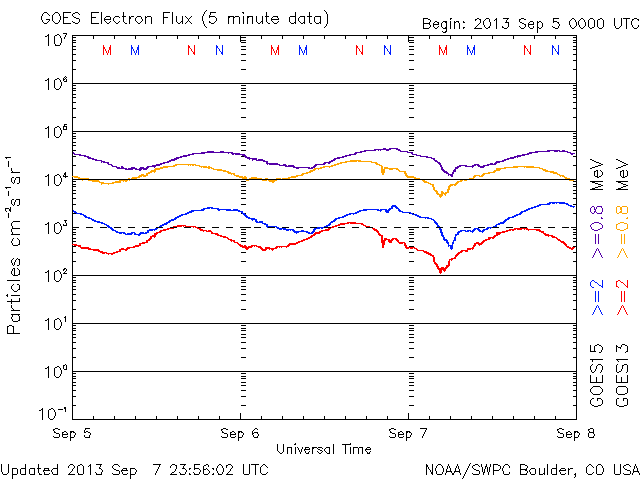 GOES Electron Flux (5 minute data)
Begin: 2013 Sep 5 0000 UTC
10⁷
M M N N M M N N M M N N
10⁶
10⁵
10⁴
10³
10²
10¹
10⁰
10⁻¹
Particles cm⁻²s⁻¹sr⁻¹
Sep 5 Sep 6 Sep 7 Sep 8
Universal Time
GOES15 >=2 >=0.8 MeV
GOES13 >=2 >=0.8 MeV
Updated 2013 Sep 7 23:56:02 UTC
NOAA/SWPC Boulder, CO USA